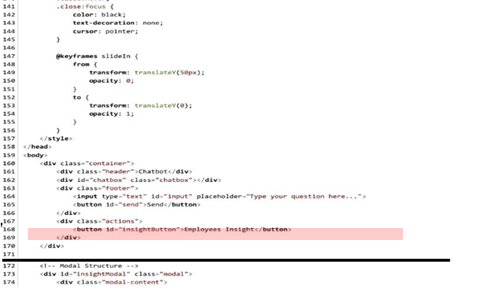 141 .close:focus {
142 color: black;
143 text-decoration: none;
144 cursor: pointer;
145 }
146
147 @keyframes slideIn {
148 from {
149 transform: translateY(50px);
150 opacity: 0;
151 }
152 to {
153 transform: translateY(0);
154 opacity: 1;
155 }
156 }
157 </style>
158 </head>
159 <body>
160 <div class="container">
161 <div class="header">Chatbot</div>
162 <div id="chatbox" class="chatbox"></div>
163 <div class="footer">
164 <input type="text" id="input" placeholder="Type your question here...">
165 <button id="send">Send</button>
166 </div>
167 <div class="actions">
168 <button id="insightButton">Employees Insight</button>
169 </div>
170 </div>
171
172 <!-- Modal Structure -->
173 <div id="insightModal" class="modal">
174 <div class="modal-content">